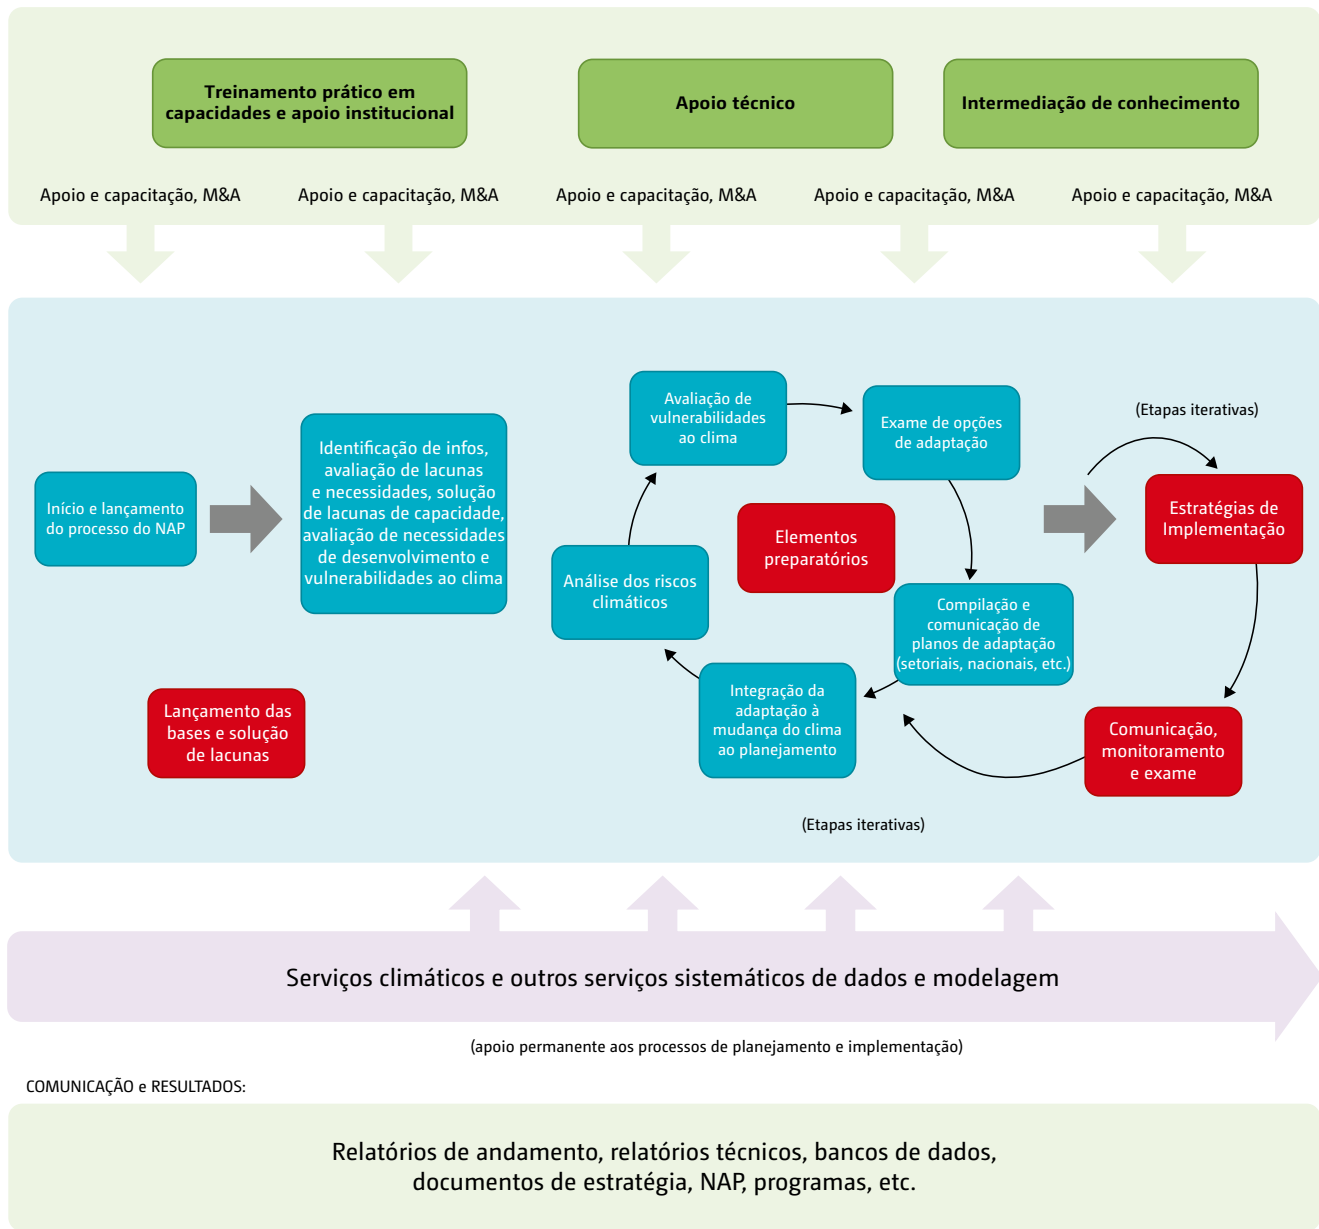 Treinamento prático em
capacidades e apoio institucional
Apoio técnico
Intermediação de conhecimento
Apoio e capacitação, M&A
Apoio e capacitação, M&A
Apoio e capacitação, M&A
Apoio e capacitação, M&A
Apoio e capacitação, M&A
Início e lançamento
do processo do NAP
Identificação de infos,
avaliação de lacunas
e necessidades, solução
de lacunas de capacidade,
avaliação de necessidades
de desenvolvimento e
vulnerabilidades ao clima
Lançamento das
bases e solução
de lacunas
Avaliação de
vulnerabilidades
ao clima
Exame de opções
de adaptação
Elementos
preparatórios
Análise dos riscos
climáticos
Compilação e
comunicação de
planos de adaptação
(setoriais, nacionais, etc.)
Integração da
adaptação à
mudança do clima
ao planejamento
(Etapas iterativas)
Estratégias de
Implementação
Comunicação,
monitoramento
e exame
(Etapas iterativas)
Serviços climáticos e outros serviços sistemáticos de dados e modelagem
(apoio permanente aos processos de planejamento e implementação)
COMUNICAÇÃO e RESULTADOS:
Relatórios de andamento, relatórios técnicos, bancos de dados,
documentos de estratégia, NAP, programas, etc.